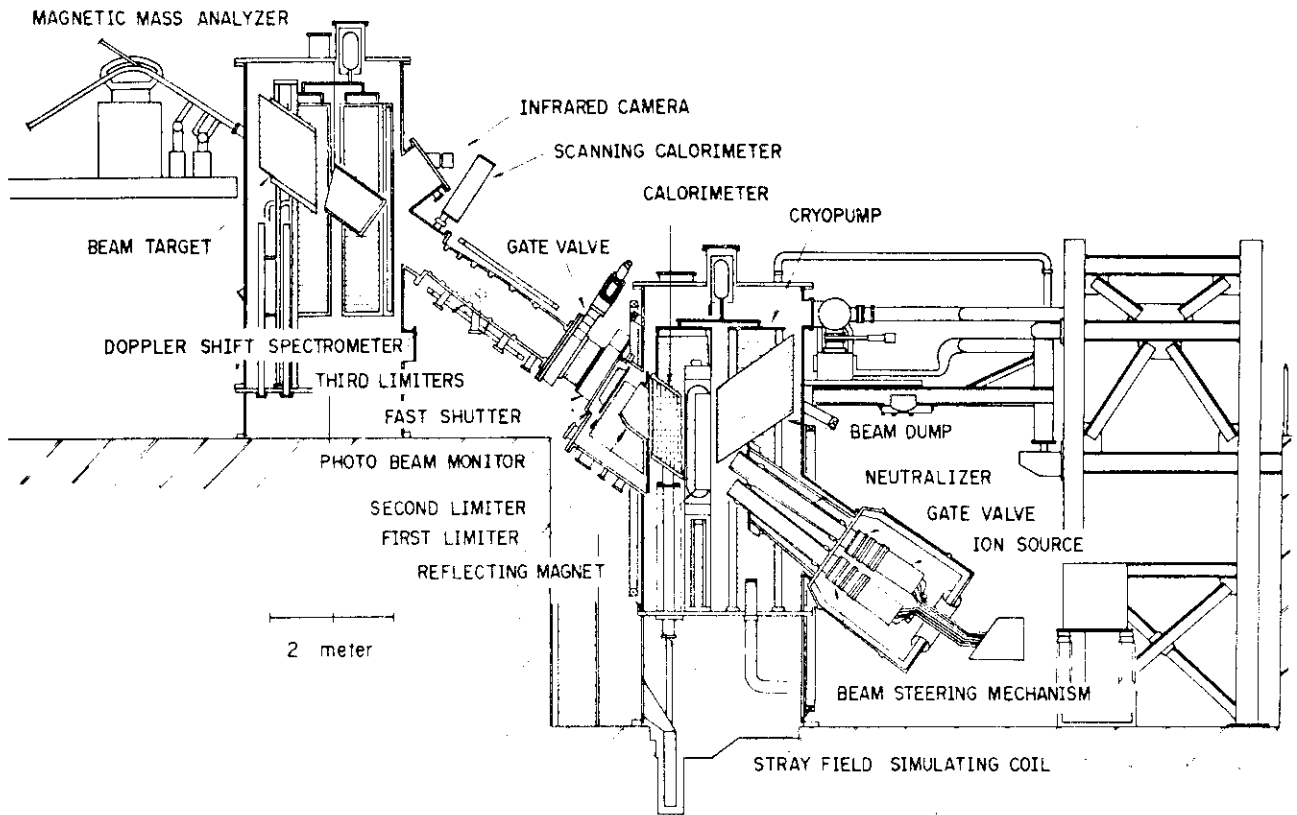 MAGNETIC MASS ANALYZER
INFRARED CAMERA
SCANNING CALORIMETER
CALORIMETER
CRYOPUMP
BEAM TARGET
GATE VALVE
DOPPLER SHIFT SPECTROMETER
THIRD LIMITERS
FAST SHUTTER
BEAM DUMP
PHOTO BEAM MONITOR
NEUTRALIZER
SECOND LIMITER
GATE VALVE
FIRST LIMITER
ION SOURCE
REFLECTING MAGNET
2 meter
BEAM STEERING MECHANISM
STRAY FIELD SIMULATING COIL